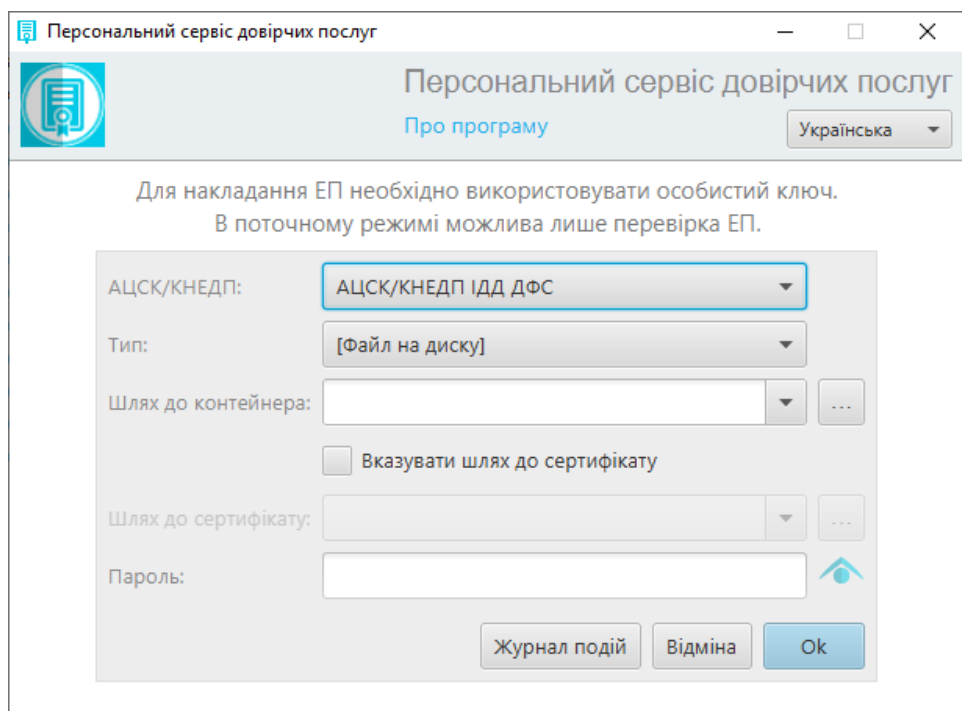 Персональний сервіс довірчих послуг
Персональний сервіс довірчих послуг
Про програму
Українська
Для накладання ЕП необхідно використовувати особистий ключ.
В поточному режимі можлива лише перевірка ЕП.
АЦСК/КНЕДП: АЦСК/КНЕДП ІДД ДФС
Тип: [Файл на диску]
Шлях до контейнера: ...
Вказувати шлях до сертифікату
Шлях до сертифікату: ...
Пароль:
Журнал подій Відміна Ok